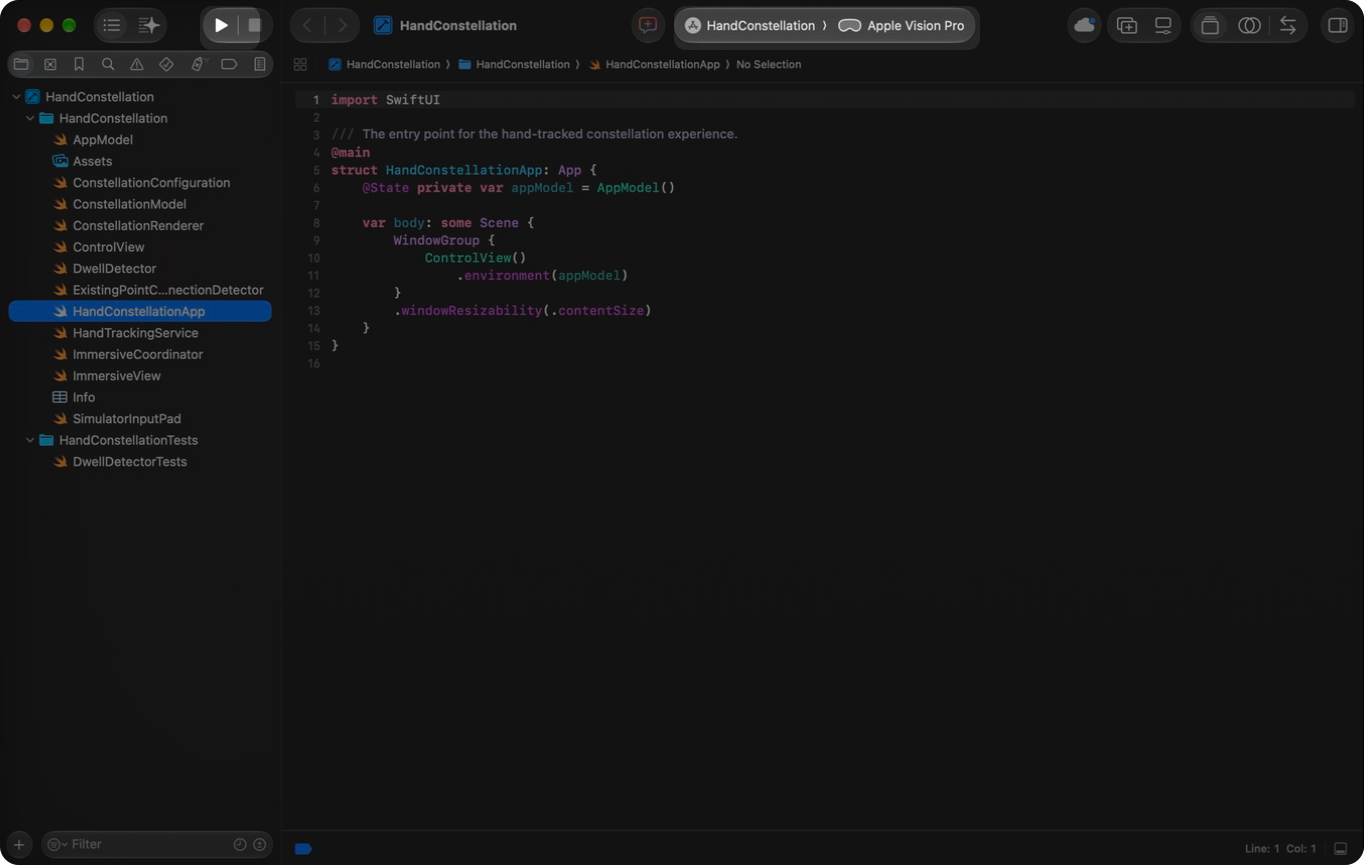 HandConstellation
HandConstellation 〉 Apple Vision Pro
HandConstellation 〉 HandConstellation 〉 HandConstellationApp 〉 No Selection
HandConstellation
HandConstellation
AppModel
Assets
ConstellationConfiguration
ConstellationModel
ConstellationRenderer
ControlView
DwellDetector
ExistingPointC...nectionDetector
HandConstellationApp
HandTrackingService
ImmersiveCoordinator
ImmersiveView
Info
SimulatorInputPad
HandConstellationTests
DwellDetectorTests
Filter
1 import SwiftUI
2
3 /// The entry point for the hand-tracked constellation experience.
4 @main
5 struct HandConstellationApp: App {
6     @State private var appModel = AppModel()
7
8     var body: some Scene {
9         WindowGroup {
10             ControlView()
11                 .environment(appModel)
12         }
13         .windowResizability(.contentSize)
14     }
15 }
16
Line: 1 Col: 1